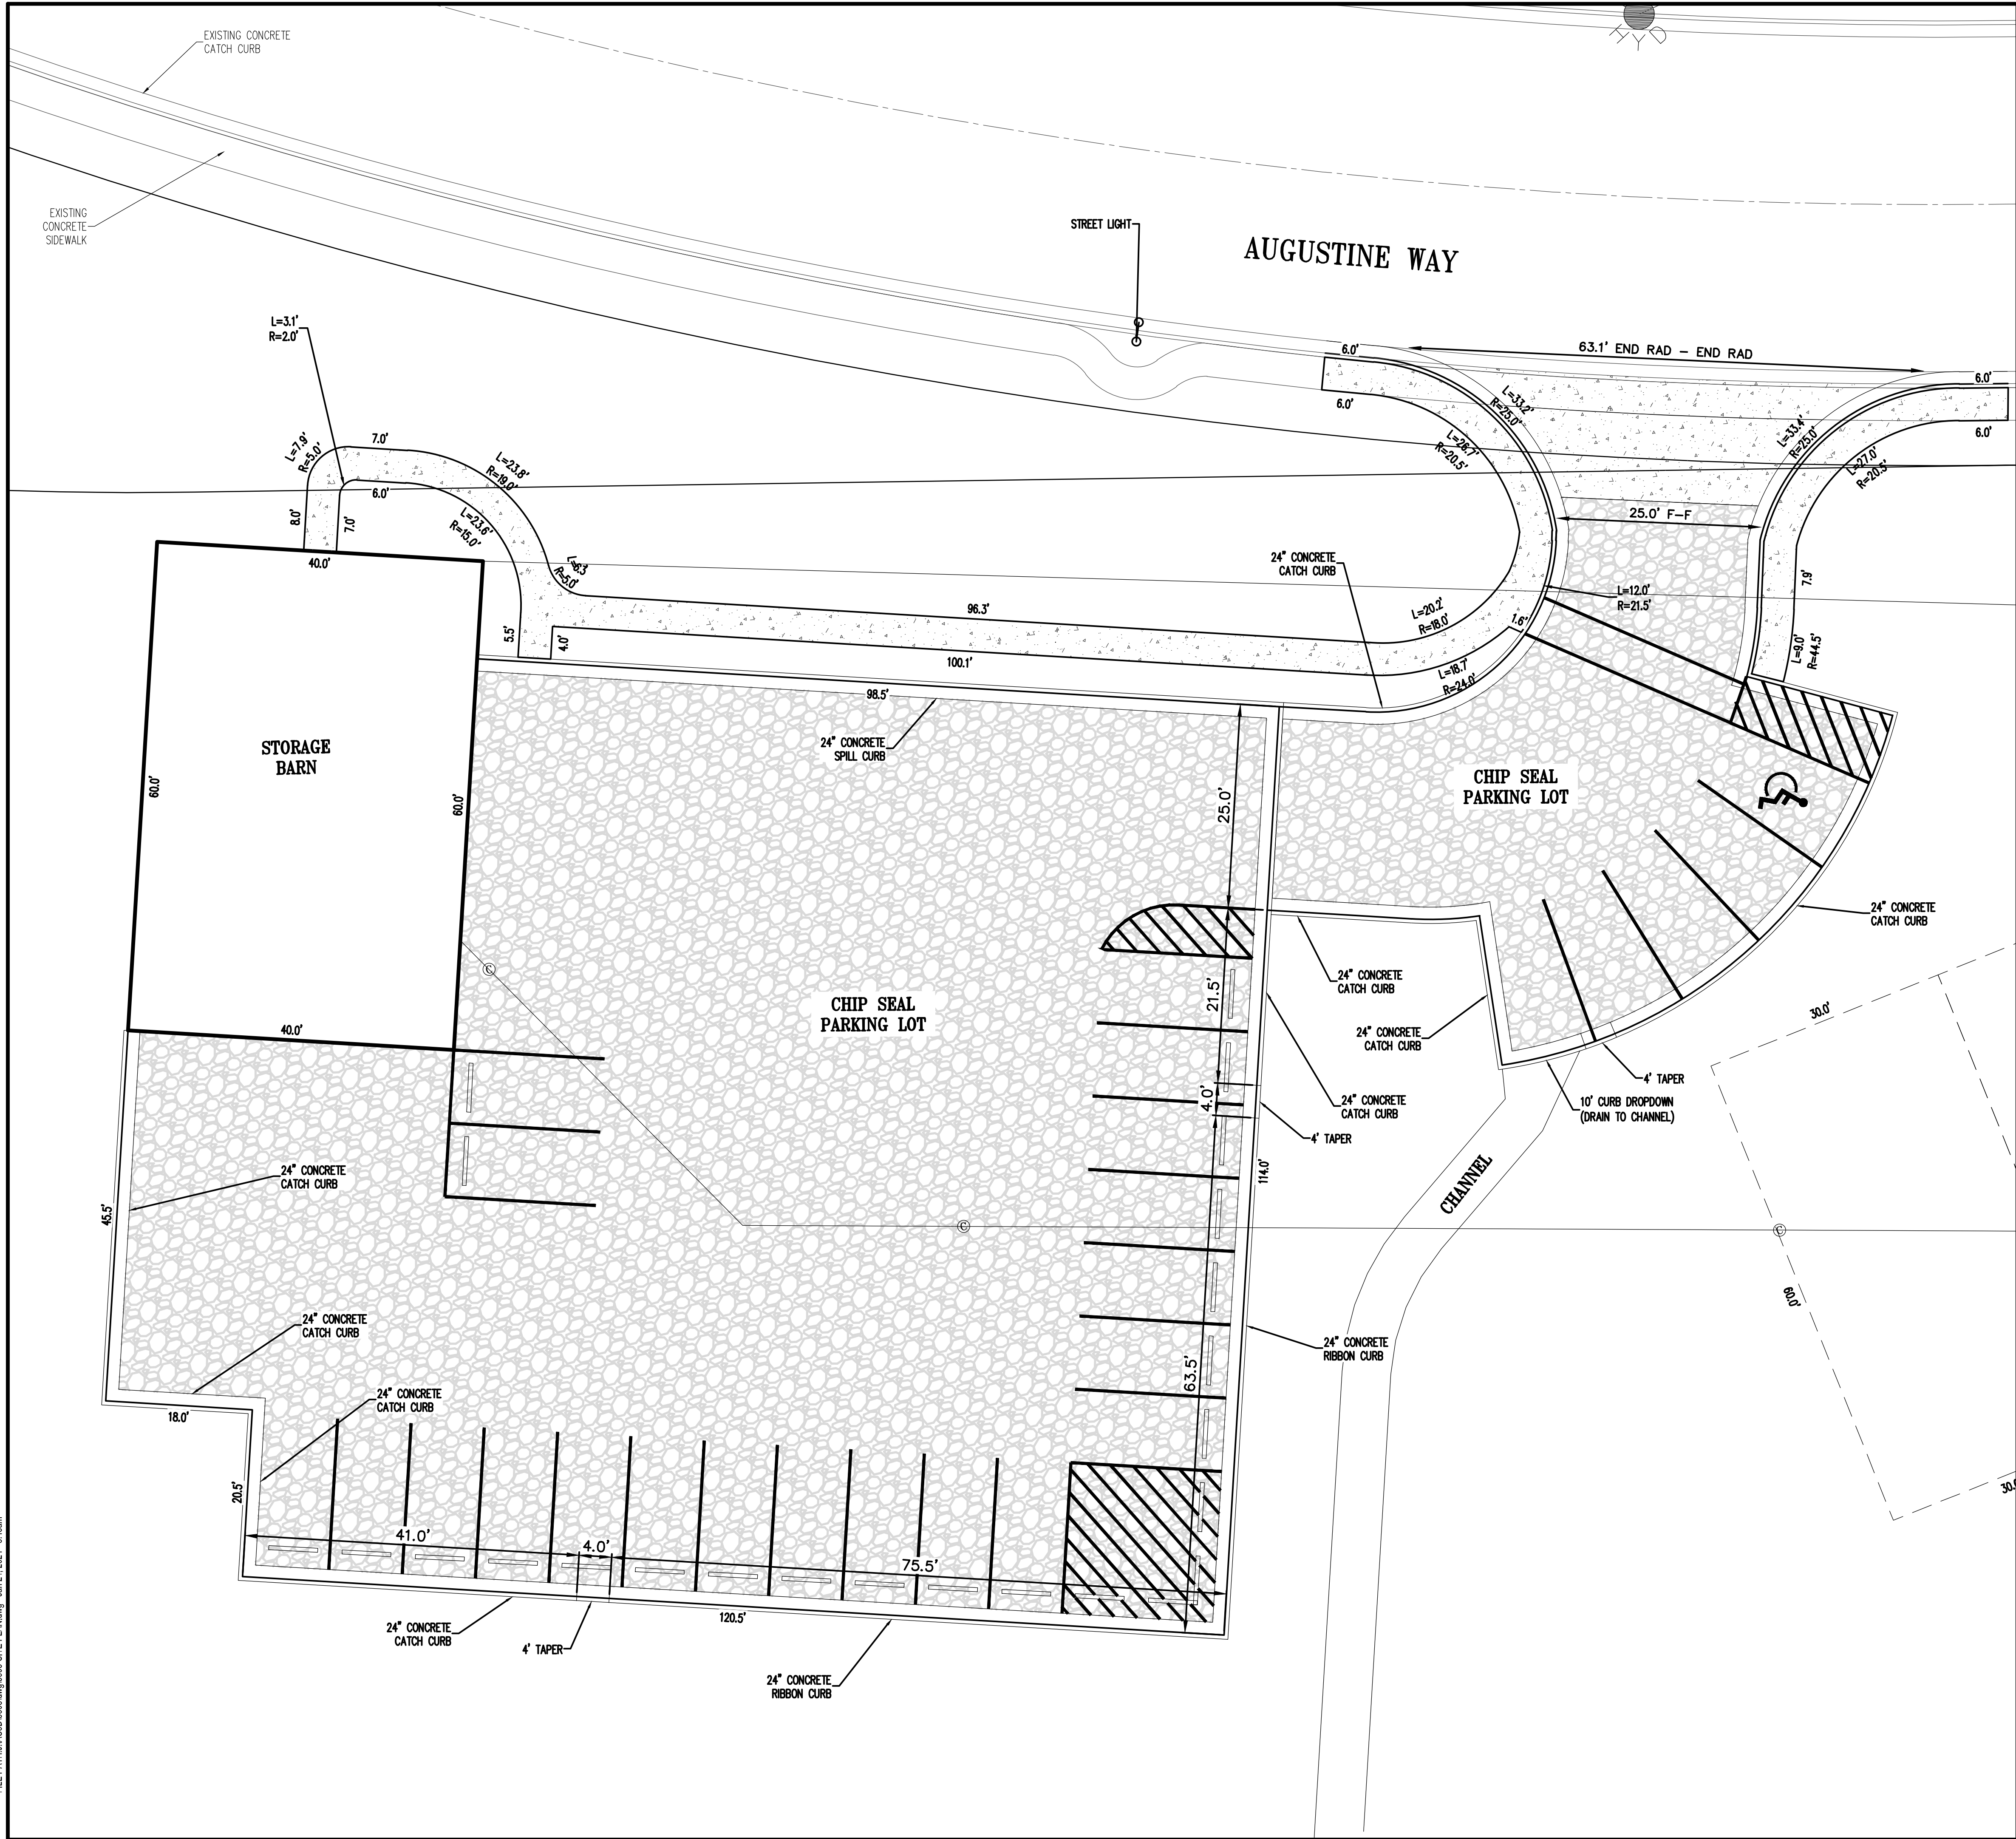 EXISTING CONCRETE
CATCH CURB
HYD
EXISTING
CONCRETE
SIDEWALK
STREET LIGHT
AUGUSTINE WAY
L=3.1'
R=2.0'
6.0'
63.1' END RAD - END RAD
6.0'
6.0'
6.0'
L=33.2'
R=25.0'
L=26.7'
R=20.5'
L=33.4'
R=25.0'
L=27.0'
R=20.5'
L=7.9'
R=5.0'
7.0'
6.0'
L=23.8'
R=19.0'
L=23.6'
R=15.0'
8.0'
7.0'
40.0'
L=6.3'
R=5.0'
25.0' F-F
24" CONCRETE
CATCH CURB
7.9'
L=12.0'
R=21.5'
96.3'
L=20.2'
R=18.0'
1.6'
5.5'
4.0'
100.1'
L=18.7'
R=24.0'
L=9.0'
R=44.5'
98.5'
24" CONCRETE
SPILL CURB
STORAGE
BARN
60.0'
60.0'
25.0'
CHIP SEAL
PARKING LOT
24" CONCRETE
CATCH CURB
24" CONCRETE
CATCH CURB
©
CHIP SEAL
PARKING LOT
21.5'
40.0'
30.0'
24" CONCRETE
CATCH CURB
4' TAPER
10' CURB DROPDOWN
(DRAIN TO CHANNEL)
24" CONCRETE
CATCH CURB
4.0'
4' TAPER
114.0'
CHANNEL
24" CONCRETE
CATCH CURB
45.5'
©
©
60.0'
24" CONCRETE
CATCH CURB
24" CONCRETE
RIBBON CURB
63.5'
24" CONCRETE
CATCH CURB
18.0'
20.5'
41.0'
4.0'
75.5'
120.5'
24" CONCRETE
CATCH CURB
4' TAPER
24" CONCRETE
RIBBON CURB